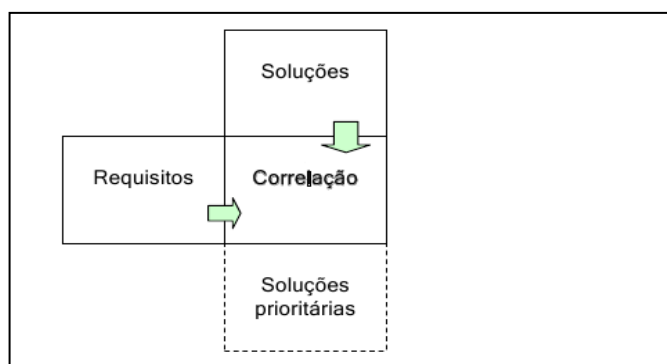 Soluções
Requisitos
Correlação
Soluções
prioritárias